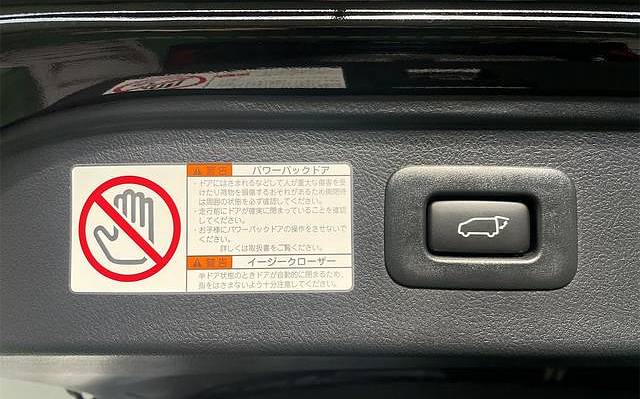 警告 パワーバックドア
・ドアにはさまれるなどして人が重大な傷害を受
けたり荷物を損傷するおそれがあるため開閉時
は周囲の状態を必ず確認してください。
・走行前にドアが確実に閉まっていることを確認
してください。
・お子様にパワーバックドアの操作をさせないで
ください。
詳しくは取扱書をご覧ください。
警告 イージークローザー
半ドア状態のときドアが自動的に閉まるため、
指をはさまないよう十分注意してください。